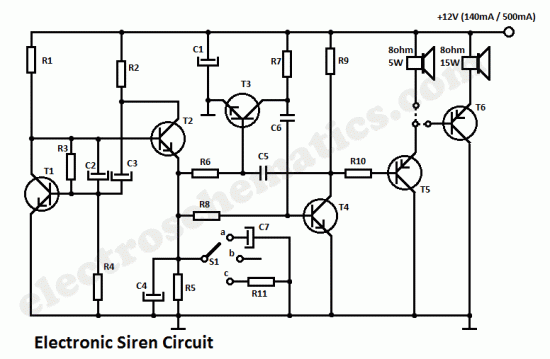 +12V (140mA / 500mA)
R1
R2
C1
R7
R9
8ohm
5W
8ohm
15W
T3
T6
T2
R3
C2
C3
C6
T1
R6
C5
R10
T5
R8
T4
a
C7
R4
S1
b
C4
R5
c
R11
electroschematics.com
Electronic Siren Circuit